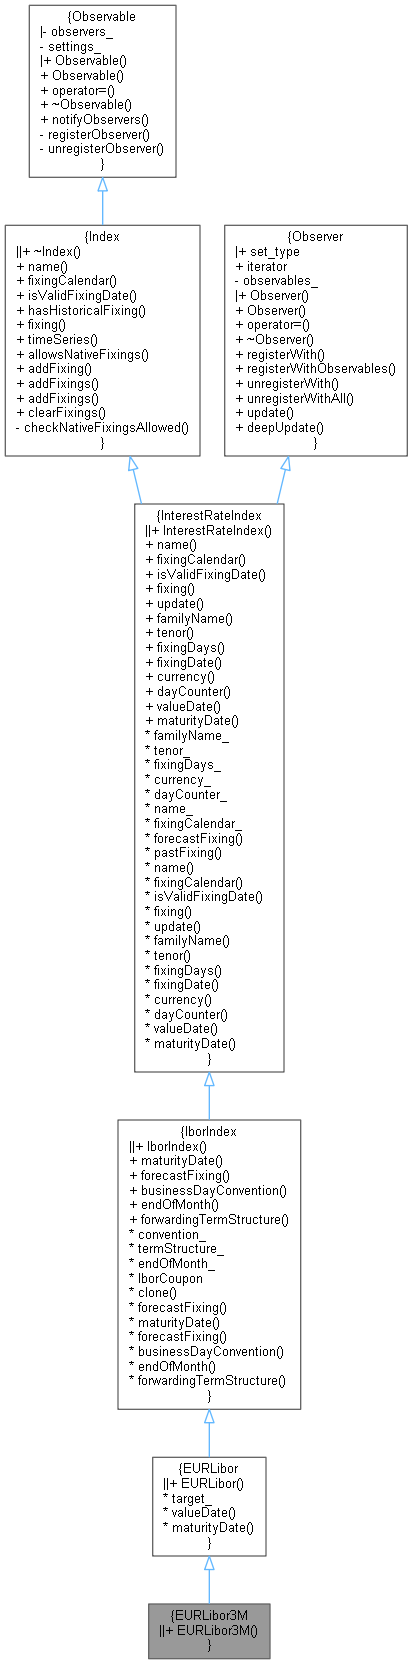 {Observable
|- observers_
- settings_
|+ Observable()
+ Observable()
+ operator=()
+ ~Observable()
+ notifyObservers()
- registerObserver()
- unregisterObserver()
}
{Index
||+ ~Index()
+ name()
+ fixingCalendar()
+ isValidFixingDate()
+ hasHistoricalFixing()
+ fixing()
+ timeSeries()
+ allowsNativeFixings()
+ addFixing()
+ addFixings()
+ addFixings()
+ clearFixings()
- checkNativeFixingsAllowed()
}
{Observer
|+ set_type
+ iterator
- observables_
|+ Observer()
+ Observer()
+ operator=()
+ ~Observer()
+ registerWith()
+ registerWithObservables()
+ unregisterWith()
+ unregisterWithAll()
+ update()
+ deepUpdate()
}
{InterestRateIndex
||+ InterestRateIndex()
+ name()
+ fixingCalendar()
+ isValidFixingDate()
+ fixing()
+ update()
+ familyName()
+ tenor()
+ fixingDays()
+ fixingDate()
+ currency()
+ dayCounter()
+ valueDate()
+ maturityDate()
* familyName_
* tenor_
* fixingDays_
* currency_
* dayCounter_
* name_
* fixingCalendar_
* forecastFixing()
* pastFixing()
* name()
* fixingCalendar()
* isValidFixingDate()
* fixing()
* update()
* familyName()
* tenor()
* fixingDays()
* fixingDate()
* currency()
* dayCounter()
* valueDate()
* maturityDate()
}
{IborIndex
||+ IborIndex()
+ maturityDate()
+ forecastFixing()
+ businessDayConvention()
+ endOfMonth()
+ forwardingTermStructure()
* convention_
* termStructure_
* endOfMonth_
* IborCoupon
* clone()
* forecastFixing()
* maturityDate()
* forecastFixing()
* businessDayConvention()
* endOfMonth()
* forwardingTermStructure()
}
{EURLibor
||+ EURLibor()
* target_
* valueDate()
* maturityDate()
}
{EURLibor3M
||+ EURLibor3M()
}